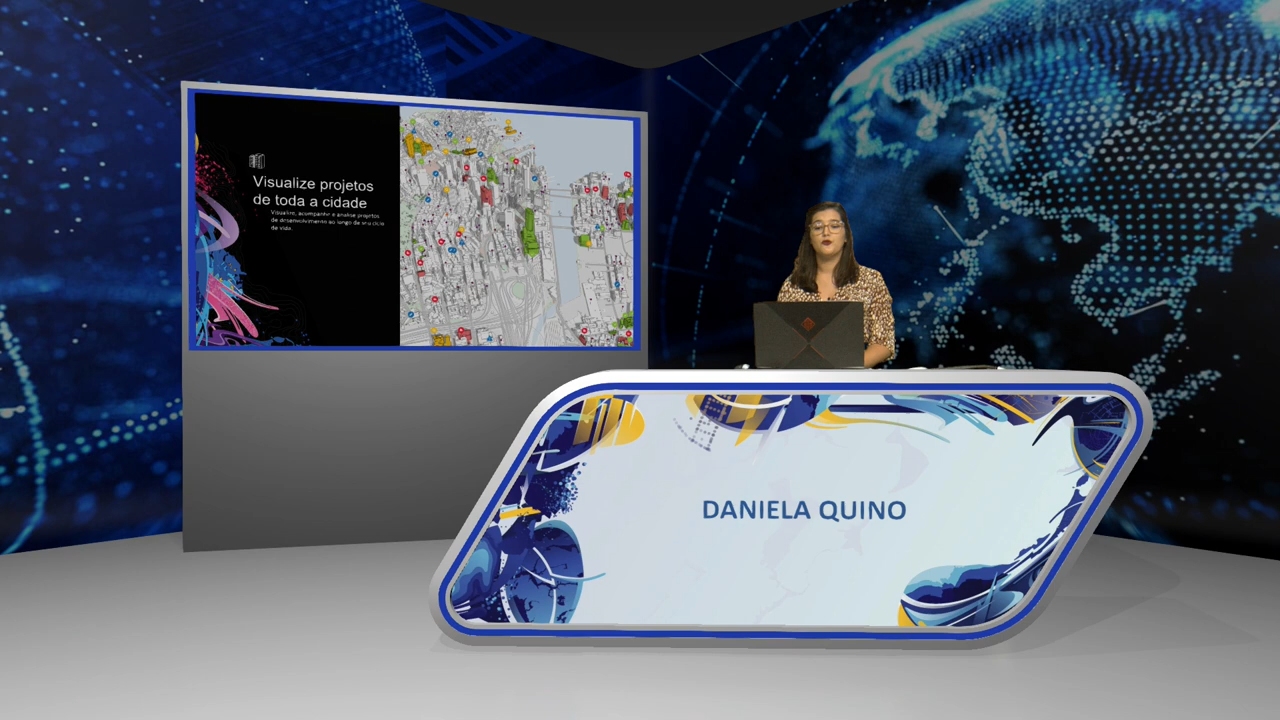 Visualize projetos
de toda a cidade
Visualize, acompanhe e analise projetos
de desenvolvimento ao longo de seu ciclo
de vida.
DANIELA QUINO